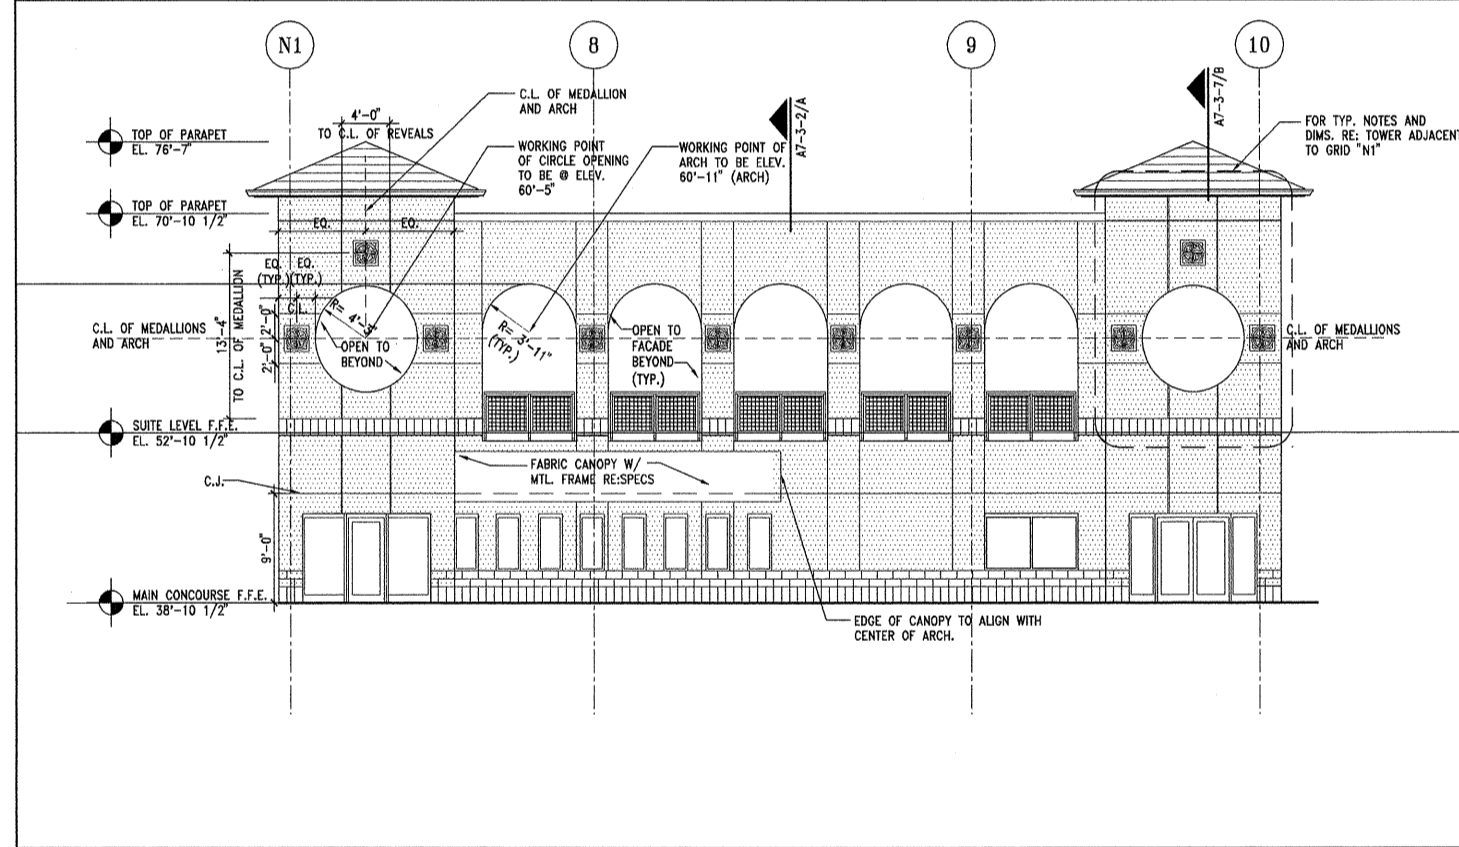 N1
8
9
10
C.L. OF MEDALLION
AND ARCH
4'-0"
TO C.L. OF REVEALS
TOP OF PARAPET
EL. 76'-7"
WORKING POINT
OF CIRCLE OPENING
TO BE @ ELEV.
60'-5"
WORKING POINT OF
ARCH TO BE ELEV.
60'-11" (ARCH)
A7-3-2/A
A7-3-7/B
FOR TYP. NOTES AND
DIMS. RE: TOWER ADJACENT
TO GRID "N1"
TOP OF PARAPET
EL. 70'-10 1/2"
EQ.
EQ.
EQ.
(TYP.)
EQ.
(TYP.)
C.L.
13'-4"
TO C.L. OF MEDALLION
2'-0"
2'-0"
C.L. OF MEDALLIONS
AND ARCH
OPEN TO
BEYOND
R= 3'-11"
(TYP.)
OPEN TO
FACADE
BEYOND
(TYP.)
C.L. OF MEDALLIONS
AND ARCH
SUITE LEVEL F.F.E.
EL. 52'-10 1/2"
FABRIC CANOPY W/
MTL. FRAME RE:SPECS
C.J.
9'-0"
MAIN CONCOURSE F.F.E.
EL. 38'-10 1/2"
EDGE OF CANOPY TO ALIGN WITH
CENTER OF ARCH.